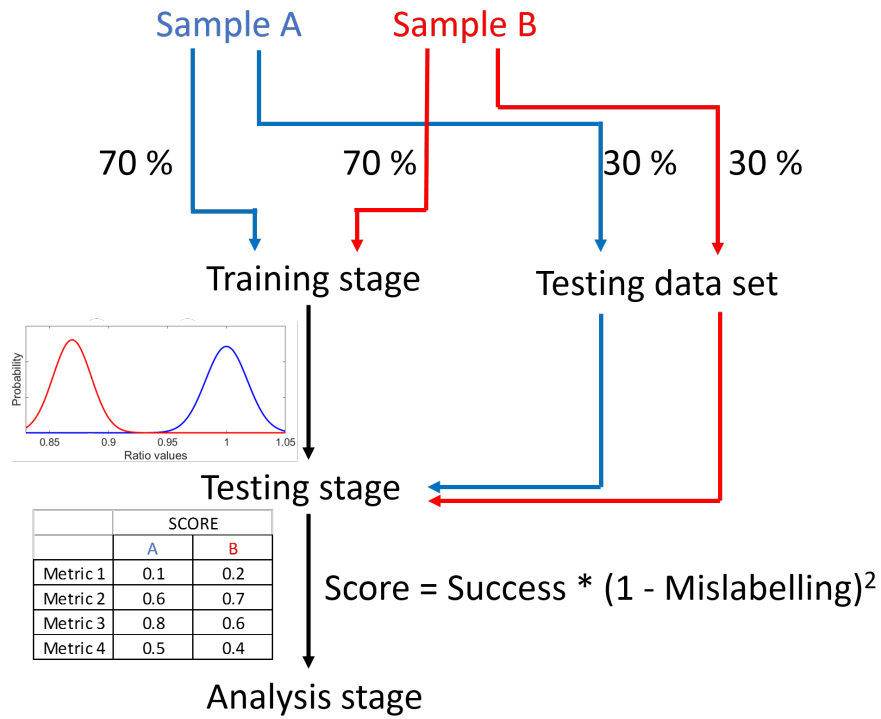 Sample A Sample B
70 % 70 % 30 % 30 %
Training stage Testing data set
Probability
0.85 0.9 0.95 1 1.05
Ratio values
Testing stage
SCORE
A B
Metric 1 0.1 0.2
Metric 2 0.6 0.7
Metric 3 0.8 0.6
Metric 4 0.5 0.4
Score = Success * (1 - Mislabelling)²
Analysis stage